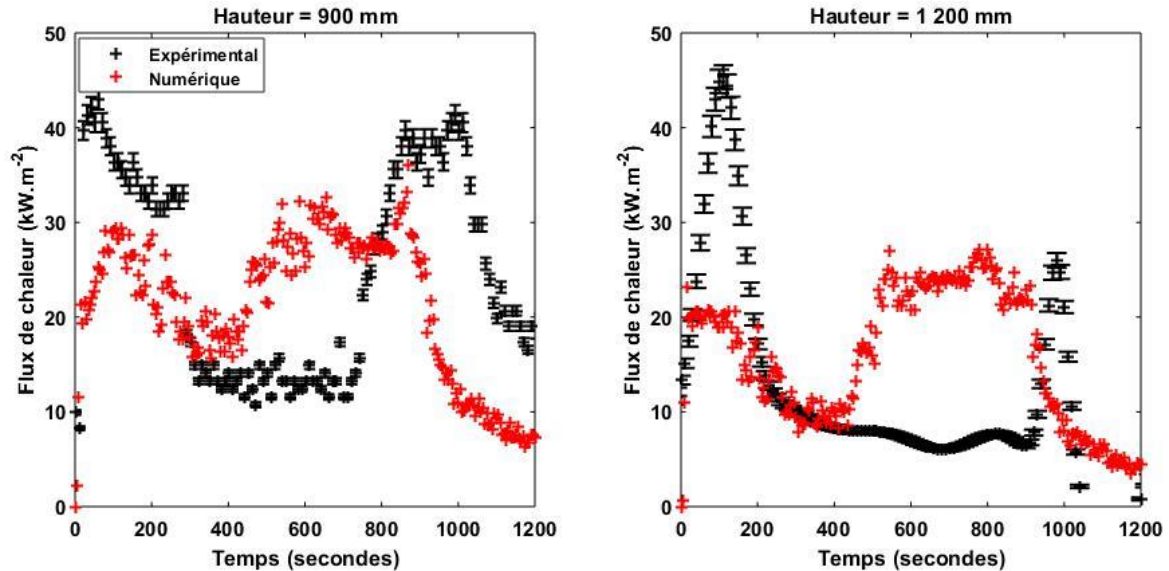 Hauteur = 900 mm
Flux de chaleur (kW.m-2)
50
40
30
20
10
0
Expérimental
Numérique
0 200 400 600 800 1000 1200
Temps (secondes)
Hauteur = 1 200 mm
Flux de chaleur (kW.m-2)
50
40
30
20
10
0
0 200 400 600 800 1000 1200
Temps (secondes)